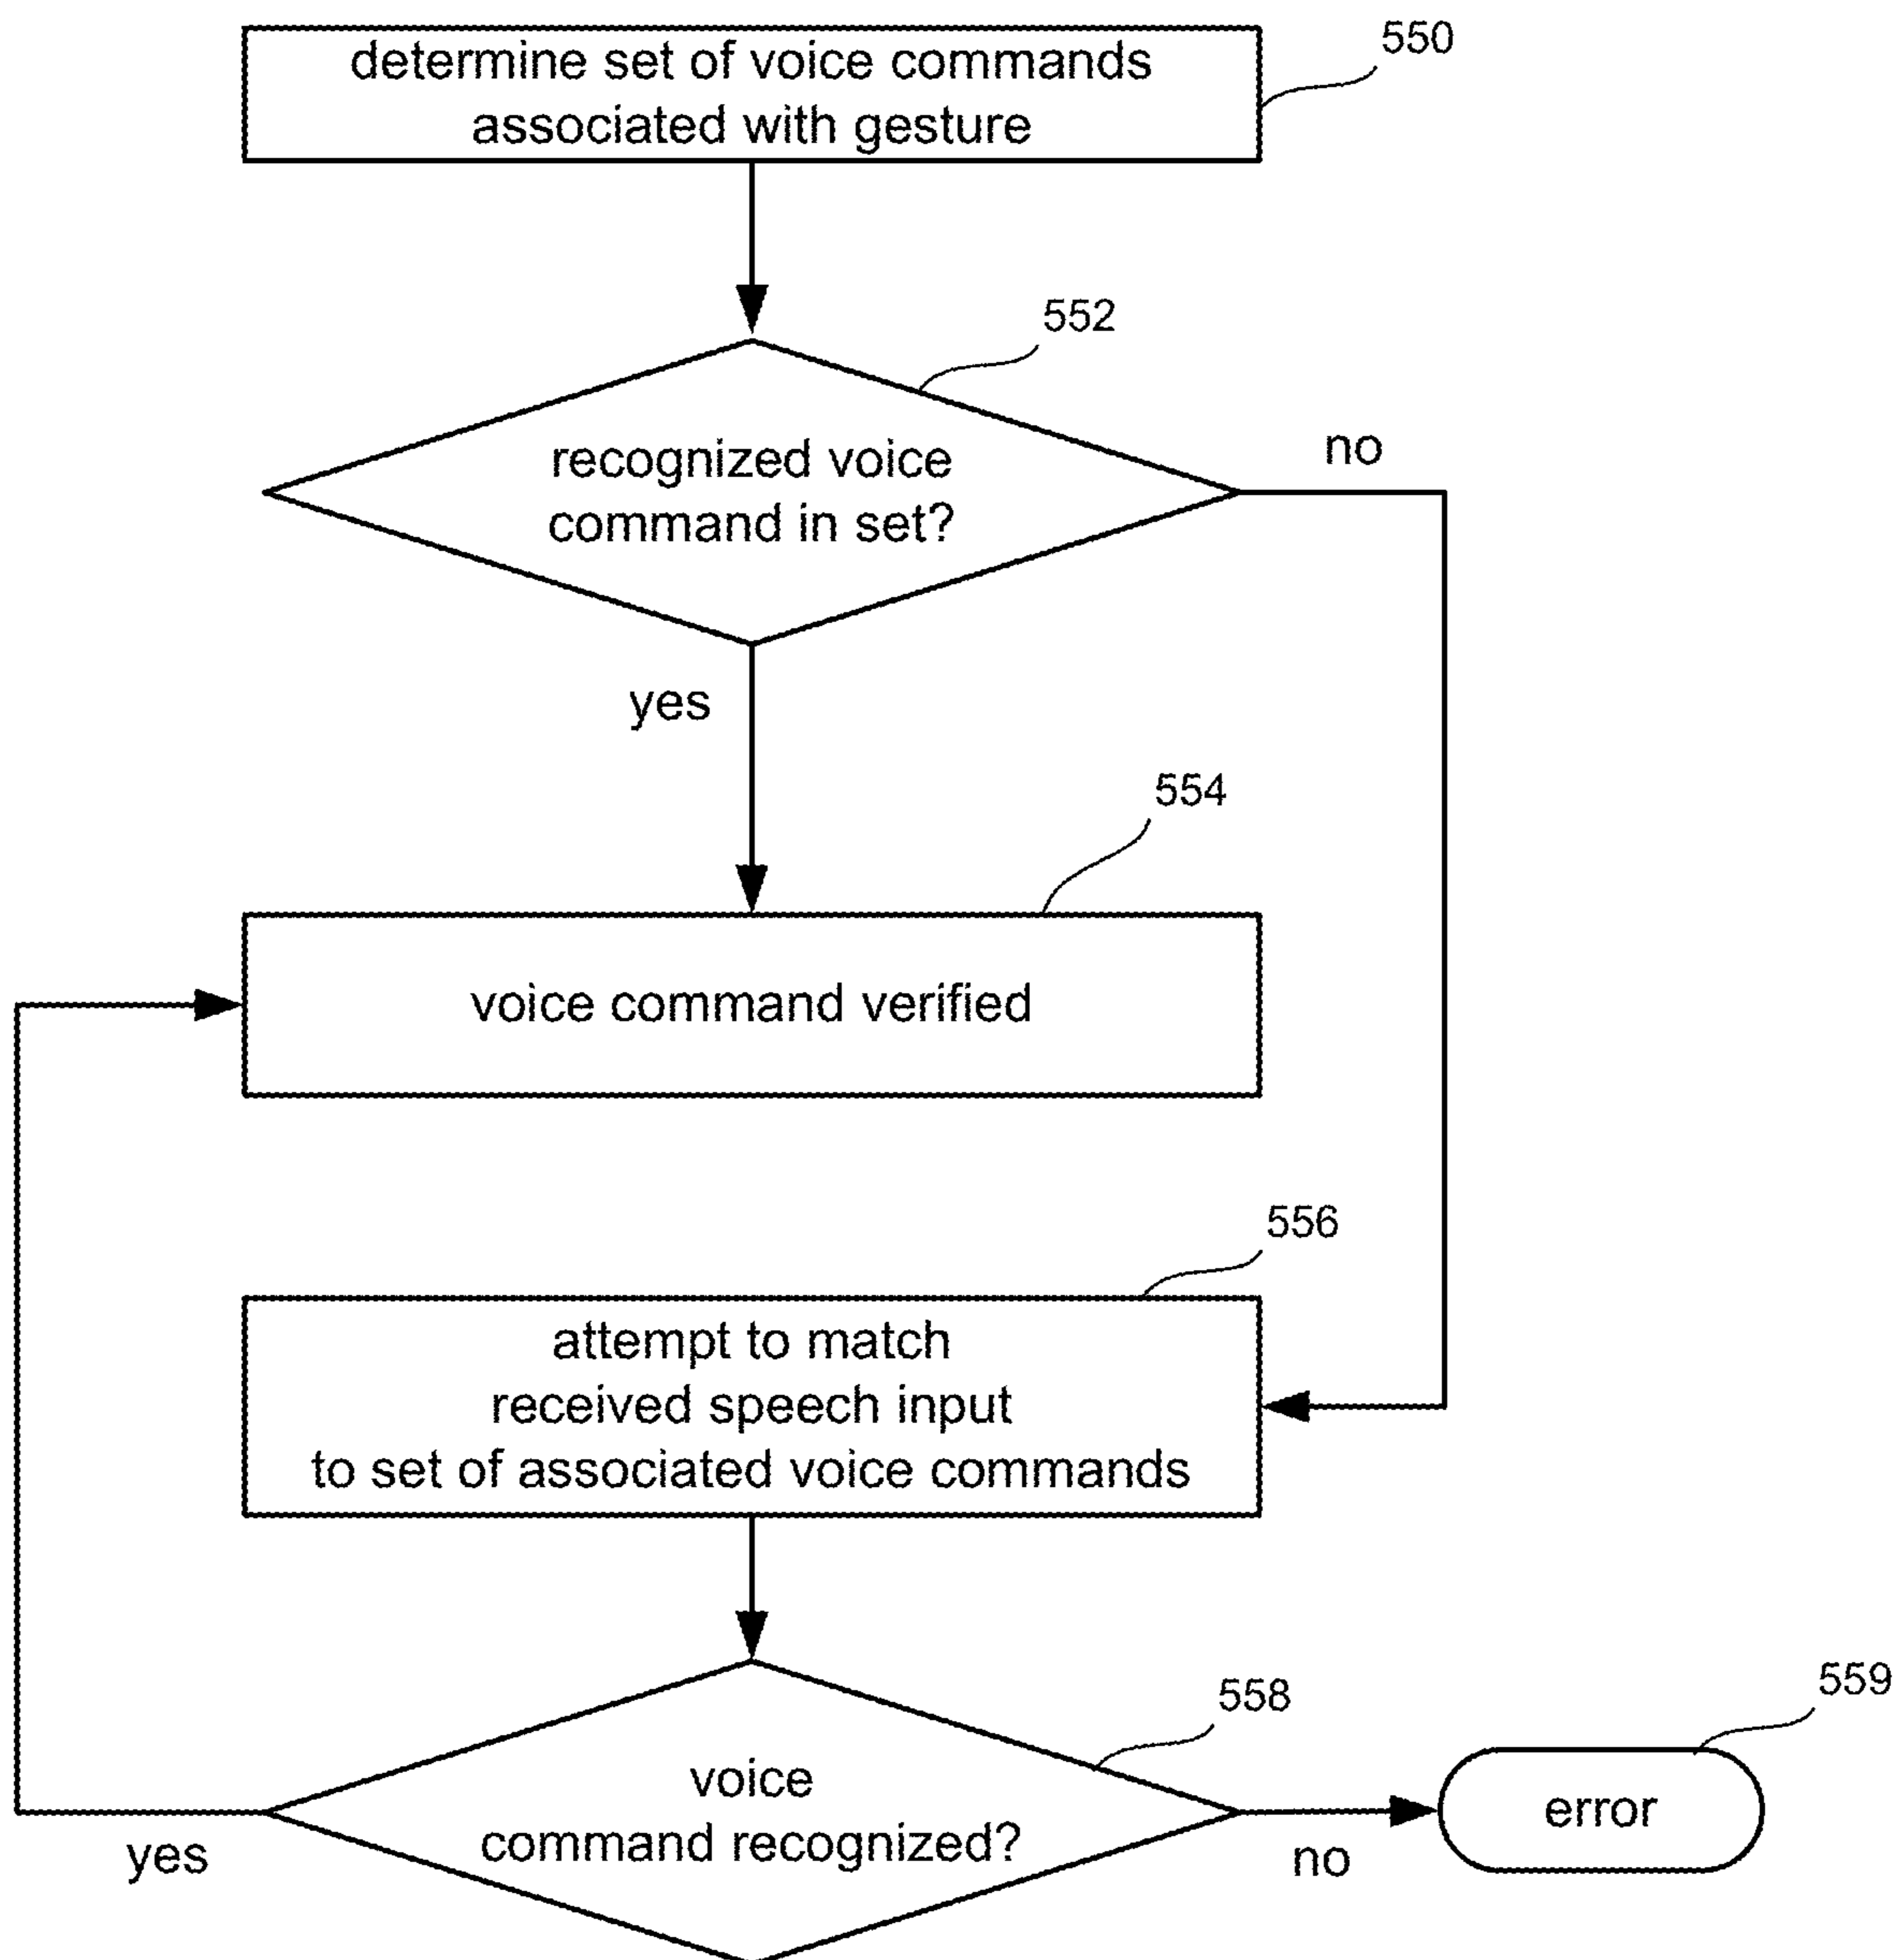 determine set of voice commands
associated with gesture
550
552
recognized voice
command in set?
no
yes
554
voice command verified
556
attempt to match
received speech input
to set of associated voice commands
558
559
voice
command recognized?
error
yes
no